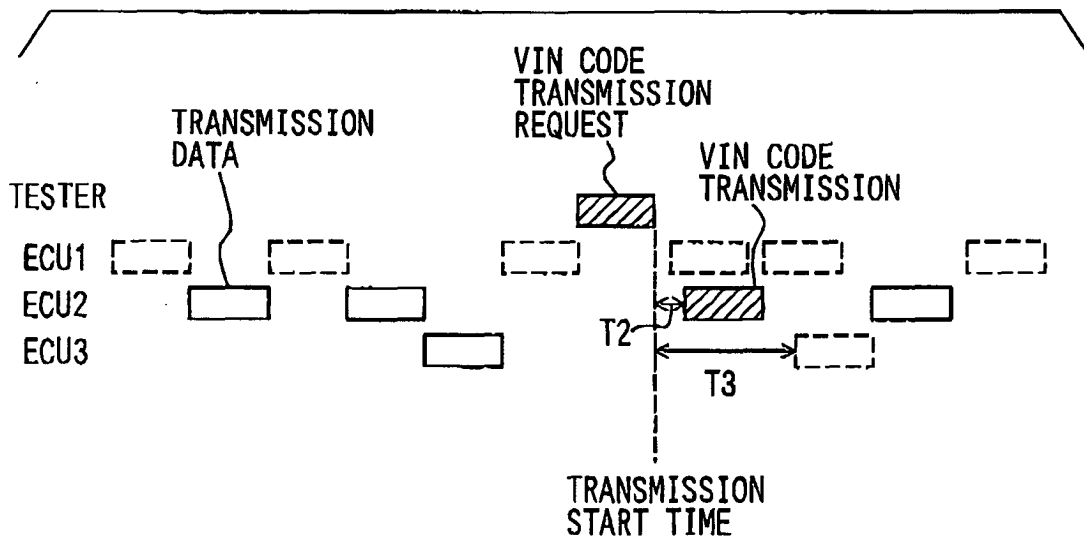 VIN CODE
TRANSMISSION
REQUEST
TRANSMISSION
DATA
VIN CODE
TRANSMISSION
TESTER
ECU1
ECU2
T2
ECU3
T3
TRANSMISSION
START TIME